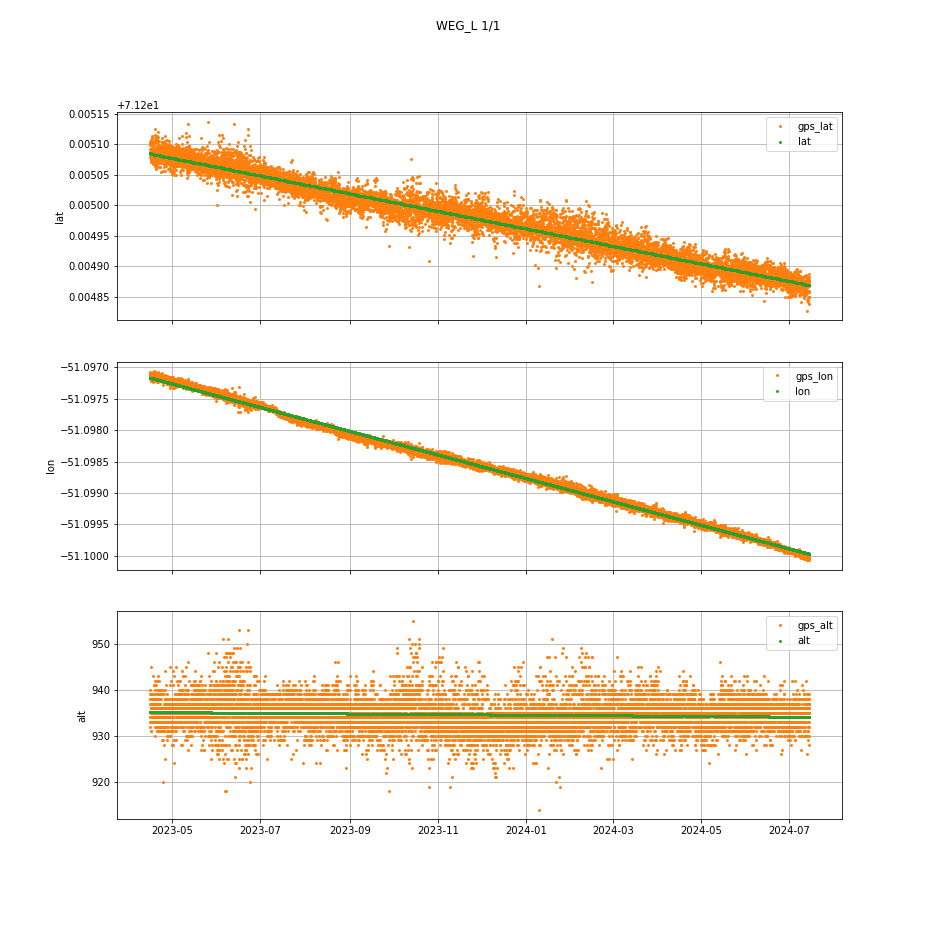 WEG_L 1/1
+7.12e1
0.00515
0.00510
0.00505
0.00500
0.00495
0.00490
0.00485
lat
gps_lat
lat
−51.0970
−51.0975
−51.0980
−51.0985
−51.0990
−51.0995
−51.1000
lon
gps_lon
lon
950
940
930
920
alt
gps_alt
alt
2023-05 2023-07 2023-09 2023-11 2024-01 2024-03 2024-05 2024-07